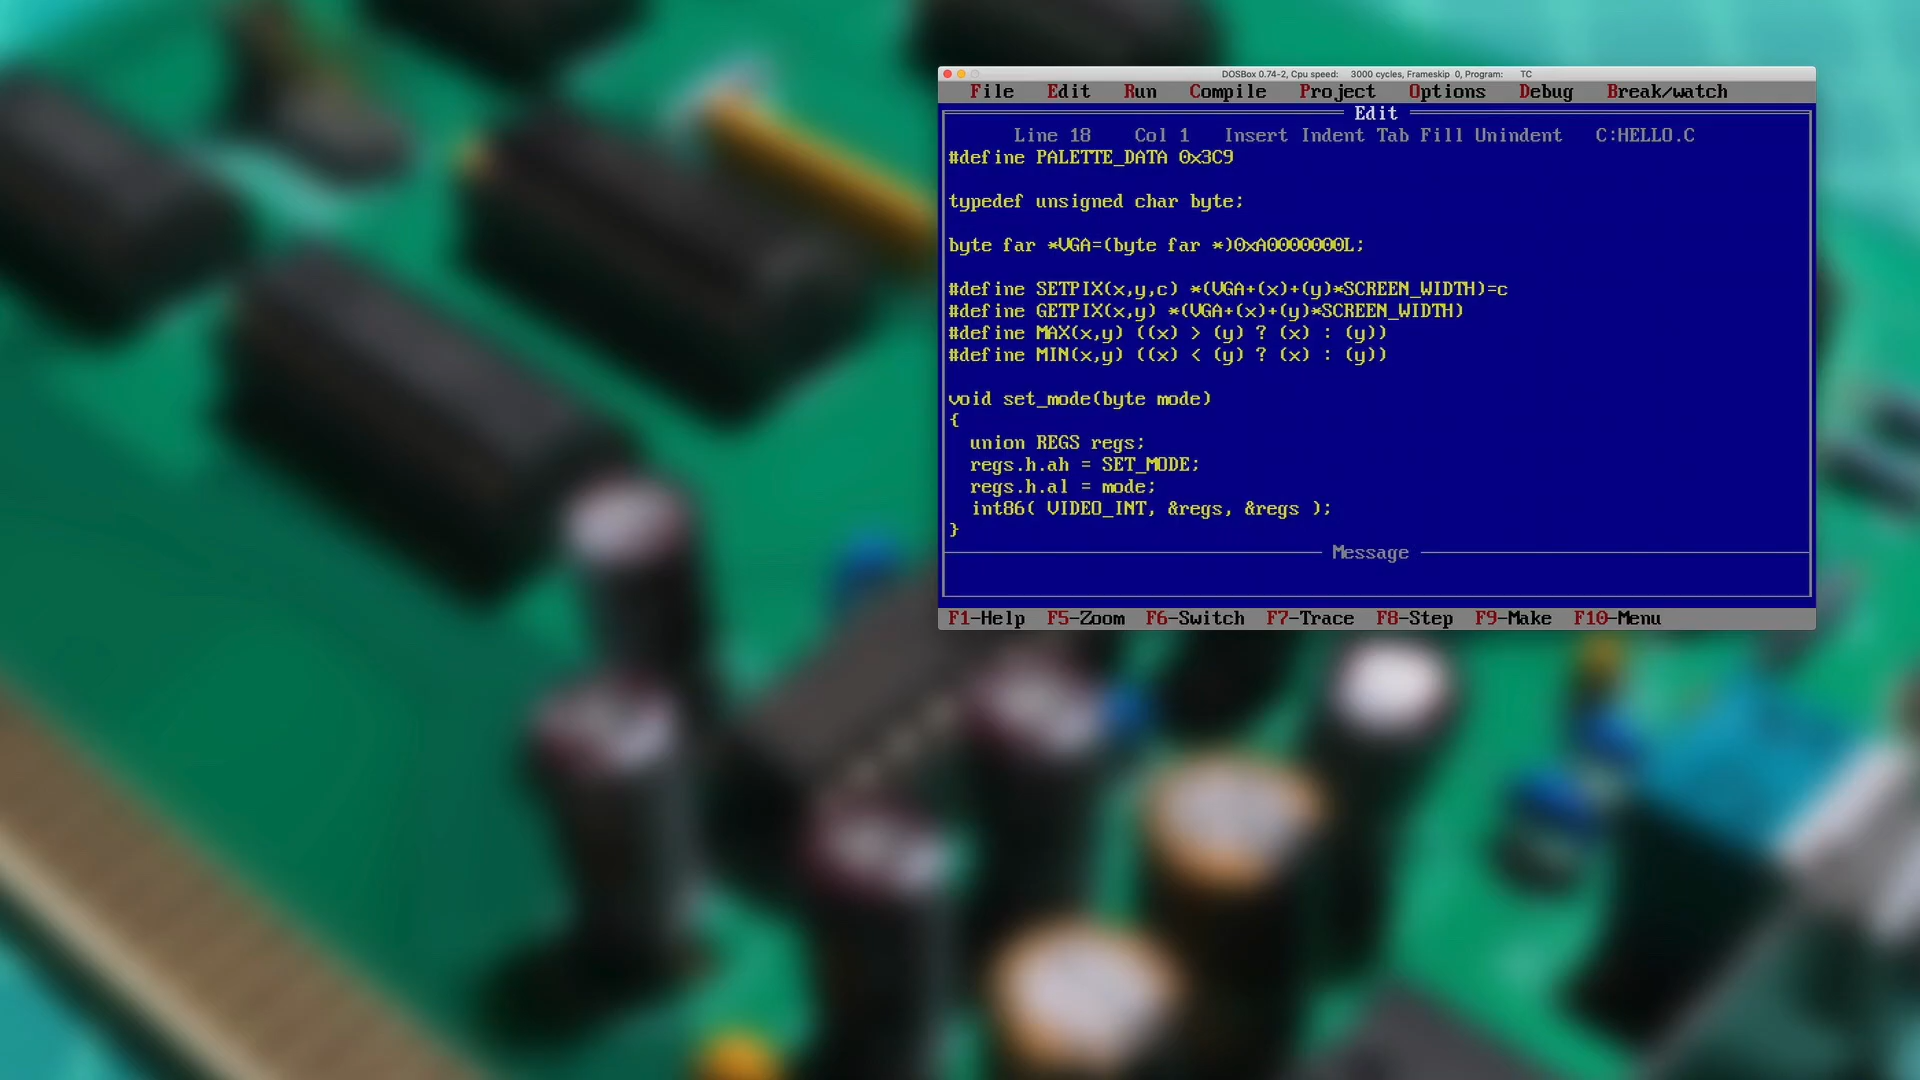 DOSBox 0.74-2, Cpu speed: 3000 cycles, Frameskip 0, Program: TC
File Edit Run Compile Project Options Debug Break/watch
Edit
Line 18 Col 1 Insert Indent Tab Fill Unindent C:HELLO.C
#define PALETTE_DATA 0x3C9
typedef unsigned char byte;
byte far *VGA=(byte far *)0xA0000000L;
#define SETPIX(x,y,c) *(VGA+(x)+(y)*SCREEN_WIDTH)=c
#define GETPIX(x,y) *(VGA+(x)+(y)*SCREEN_WIDTH)
#define MAX(x,y) ((x) > (y) ? (x) : (y))
#define MIN(x,y) ((x) < (y) ? (x) : (y))
void set_mode(byte mode)
{
union REGS regs;
regs.h.ah = SET_MODE;
regs.h.al = mode;
int86( VIDEO_INT, &regs, &regs );
}
Message
F1-Help F5-Zoom F6-Switch F7-Trace F8-Step F9-Make F10-Menu